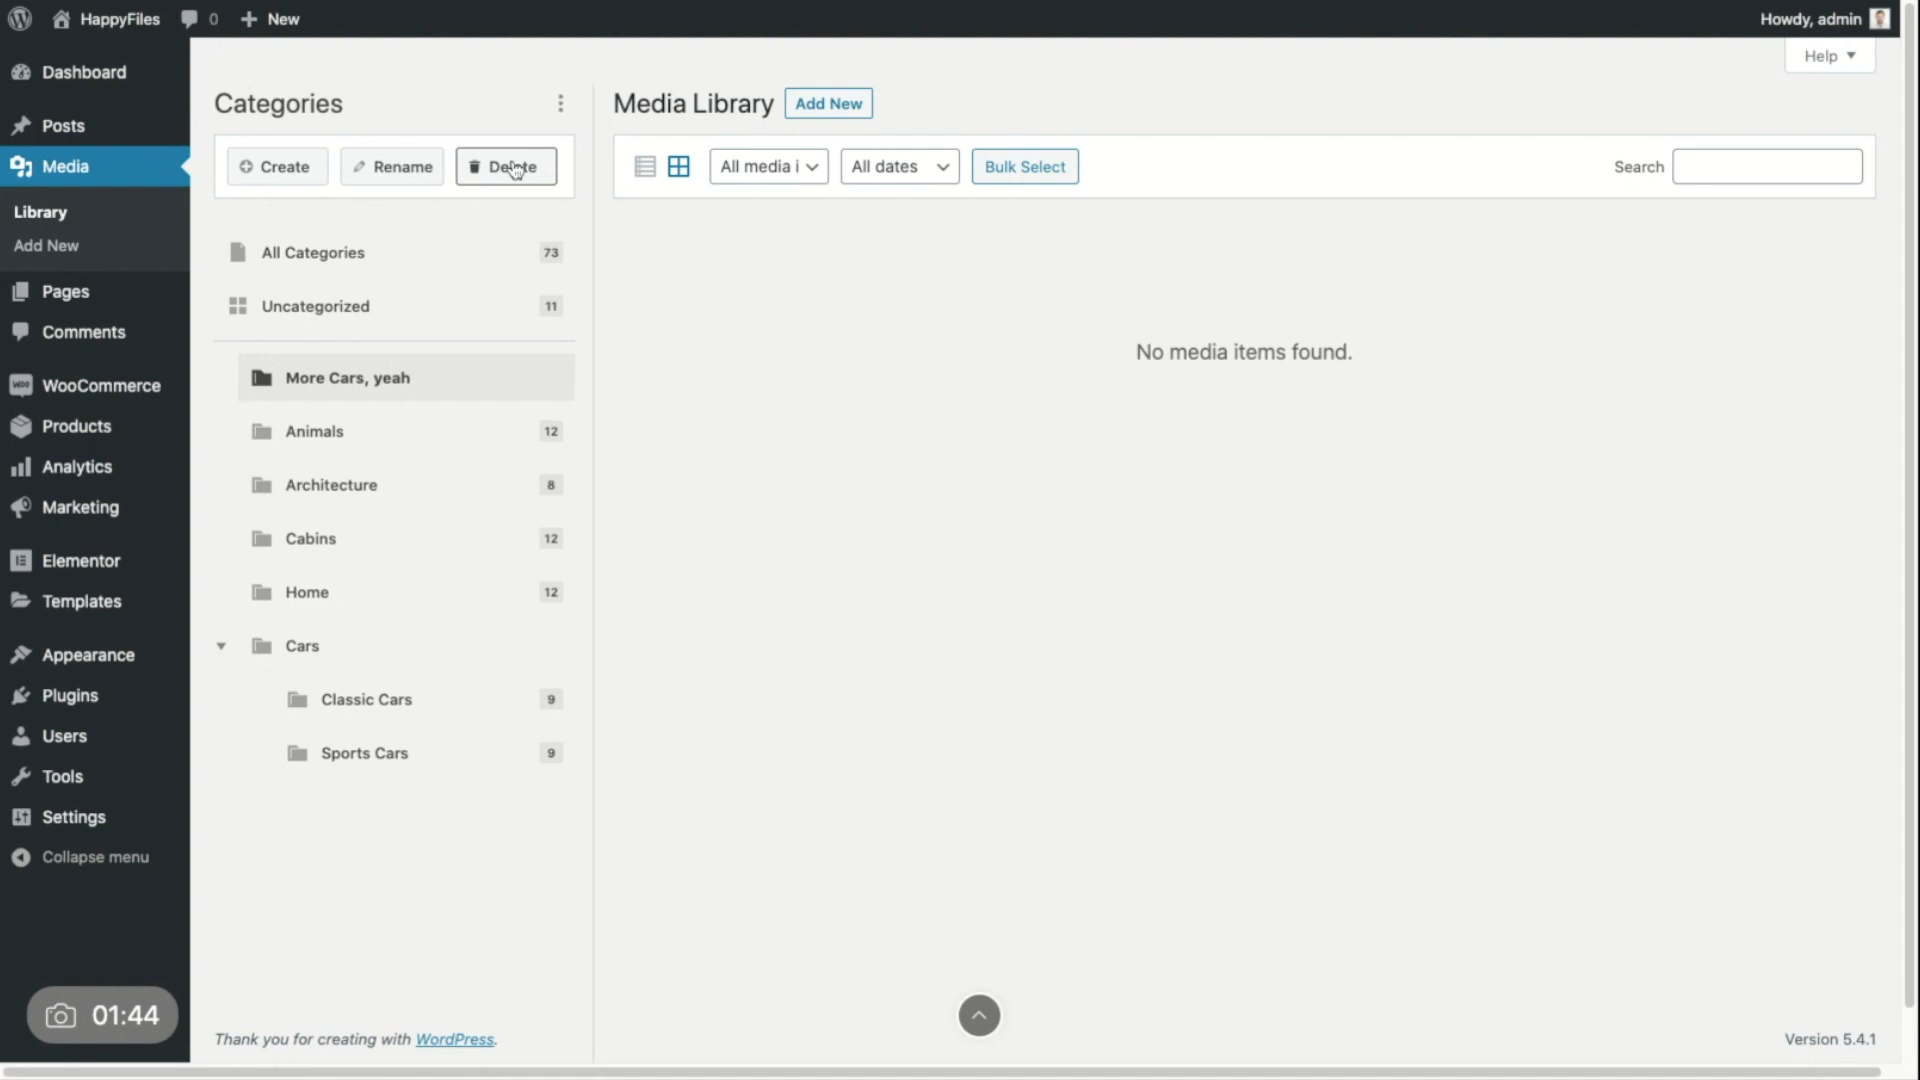 HappyFiles
0
New
Howdy, admin
Help
Dashboard
Posts
Media
Library
Add New
Pages
Comments
WooCommerce
Products
Analytics
Marketing
Elementor
Templates
Appearance
Plugins
Users
Tools
Settings
Collapse menu
01:44
Categories
Create
Rename
Delete
All Categories 73
Uncategorized 11
More Cars, yeah
Animals 12
Architecture 8
Cabins 12
Home 12
Cars
Classic Cars 9
Sports Cars 9
Thank you for creating with WordPress.
Media Library
Add New
All media i
All dates
Bulk Select
Search
No media items found.
Version 5.4.1